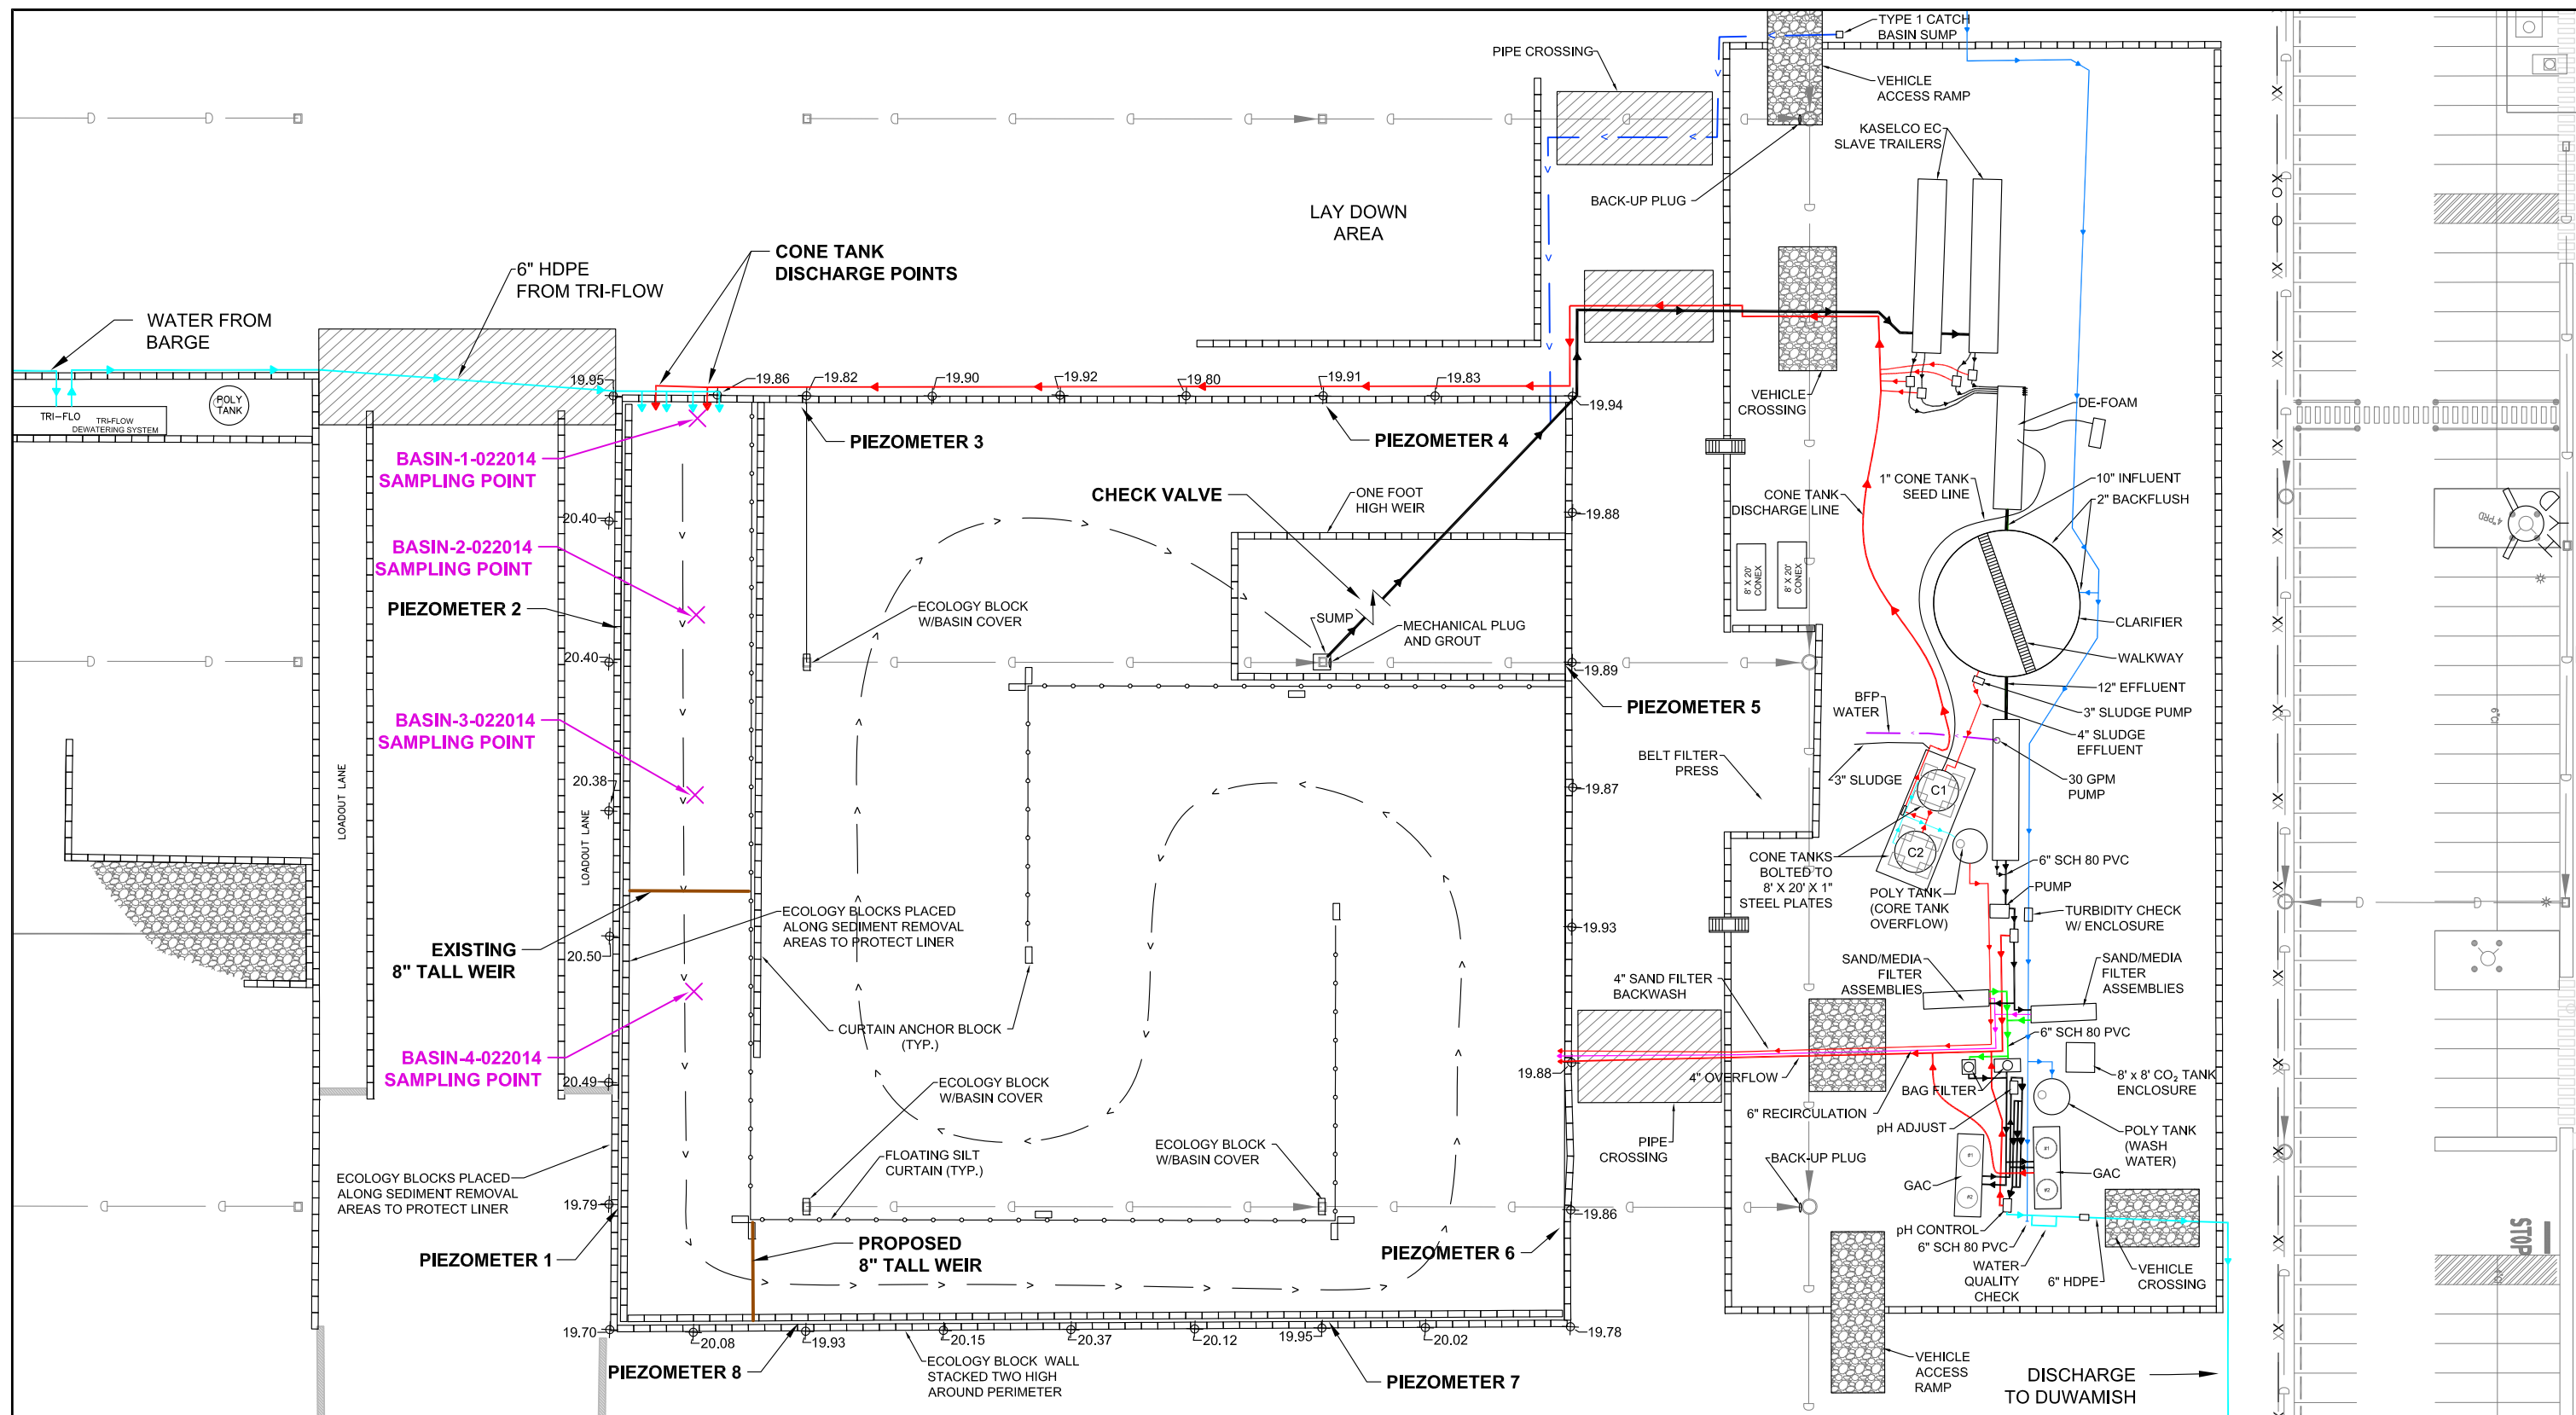 TYPE 1 CATCH
BASIN SUMP
PIPE CROSSING
VEHICLE
ACCESS RAMP
KASELCO EC
SLAVE TRAILERS
BACK-UP PLUG
LAY DOWN
AREA
CONE TANK
DISCHARGE POINTS
6" HDPE
FROM TRI-FLOW
WATER FROM
BARGE
19.95
19.86
19.82
19.90
19.92
19.80
19.91
19.83
19.94
POLY
TANK
TRI-FLO
TRI-FLOW
DEWATERING SYSTEM
VEHICLE
CROSSING
DE-FOAM
PIEZOMETER 3
PIEZOMETER 4
BASIN-1-022014
SAMPLING POINT
CHECK VALVE
ONE FOOT
HIGH WEIR
CONE TANK
DISCHARGE LINE
1" CONE TANK
SEED LINE
10" INFLUENT
2" BACKFLUSH
4"PRD
20.40
19.88
BASIN-2-022014
SAMPLING POINT
8' X 20'
CONEX
8' X 20'
CONEX
PIEZOMETER 2
ECOLOGY BLOCK
W/BASIN COVER
SUMP
MECHANICAL PLUG
AND GROUT
CLARIFIER
20.40
19.89
WALKWAY
12" EFFLUENT
BASIN-3-022014
SAMPLING POINT
PIEZOMETER 5
BFP
WATER
3" SLUDGE PUMP
4" SLUDGE
EFFLUENT
BELT FILTER
PRESS
3" SLUDGE
30 GPM
PUMP
LOADOUT LANE
LOADOUT LANE
20.38
19.87
C1
C2
CONE TANKS
BOLTED TO
8' X 20' X 1"
STEEL PLATES
POLY TANK
(CORE TANK
OVERFLOW)
6" SCH 80 PVC
PUMP
TURBIDITY CHECK
W/ ENCLOSURE
EXISTING
8" TALL WEIR
ECOLOGY BLOCKS PLACED
ALONG SEDIMENT REMOVAL
AREAS TO PROTECT LINER
20.50
19.93
4" SAND FILTER
BACKWASH
SAND/MEDIA
FILTER
ASSEMBLIES
SAND/MEDIA
FILTER
ASSEMBLIES
CURTAIN ANCHOR BLOCK
(TYP.)
6" SCH 80 PVC
BASIN-4-022014
SAMPLING POINT
20.49
19.88
4" OVERFLOW
ECOLOGY BLOCK
W/BASIN COVER
BAG FILTER
8' x 8' CO₂ TANK
ENCLOSURE
6" RECIRCULATION
pH ADJUST
PIPE
CROSSING
POLY TANK
(WASH
WATER)
FLOATING SILT
CURTAIN (TYP.)
ECOLOGY BLOCK
W/BASIN COVER
BACK-UP PLUG
GAC
GAC
#1
#2
#1
#2
ECOLOGY BLOCKS PLACED
ALONG SEDIMENT REMOVAL
AREAS TO PROTECT LINER
19.79
19.86
pH CONTROL
6" SCH 80 PVC
STOP
PIEZOMETER 1
PROPOSED
8" TALL WEIR
PIEZOMETER 6
WATER
QUALITY
CHECK
6" HDPE
VEHICLE
CROSSING
19.70
20.08
19.93
20.15
20.37
20.12
19.95
20.02
19.78
PIEZOMETER 8
ECOLOGY BLOCK WALL
STACKED TWO HIGH
AROUND PERIMETER
PIEZOMETER 7
VEHICLE
ACCESS
RAMP
DISCHARGE
TO DUWAMISH